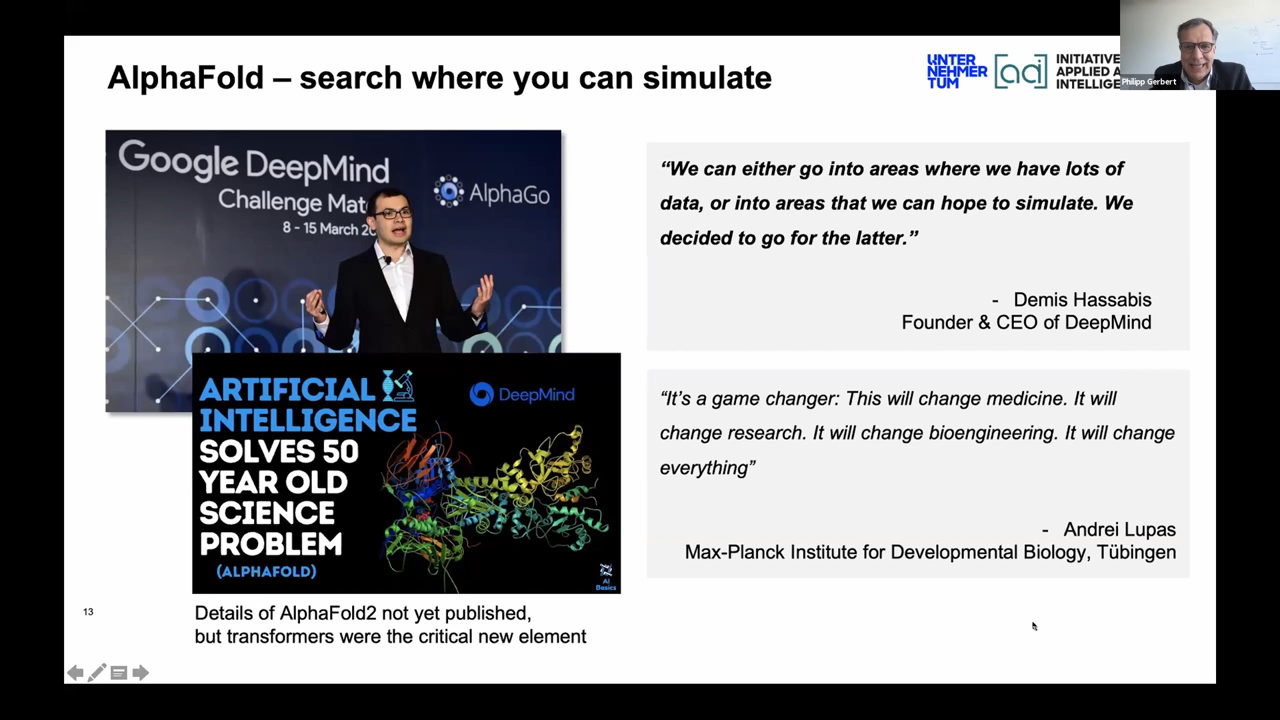 AlphaFold – search where you can simulate
UNTER
NEHMER
TUM
[ai]
INITIATIVE
APPLIED A
INTELLIGE
Philipp Gerbert
Google DeepMind
Challenge Mat
8 - 15 March 20
AlphaGo
ARTIFICIAL
INTELLIGENCE
SOLVES 50
YEAR OLD
SCIENCE
PROBLEM
(ALPHAFOLD)
DeepMind
AI
Basics
Details of AlphaFold2 not yet published,
but transformers were the critical new element
“We can either go into areas where we have lots of
data, or into areas that we can hope to simulate. We
decided to go for the latter.”
- Demis Hassabis
Founder & CEO of DeepMind
“It’s a game changer: This will change medicine. It will
change research. It will change bioengineering. It will change
everything”
- Andrei Lupas
Max-Planck Institute for Developmental Biology, Tübingen
13